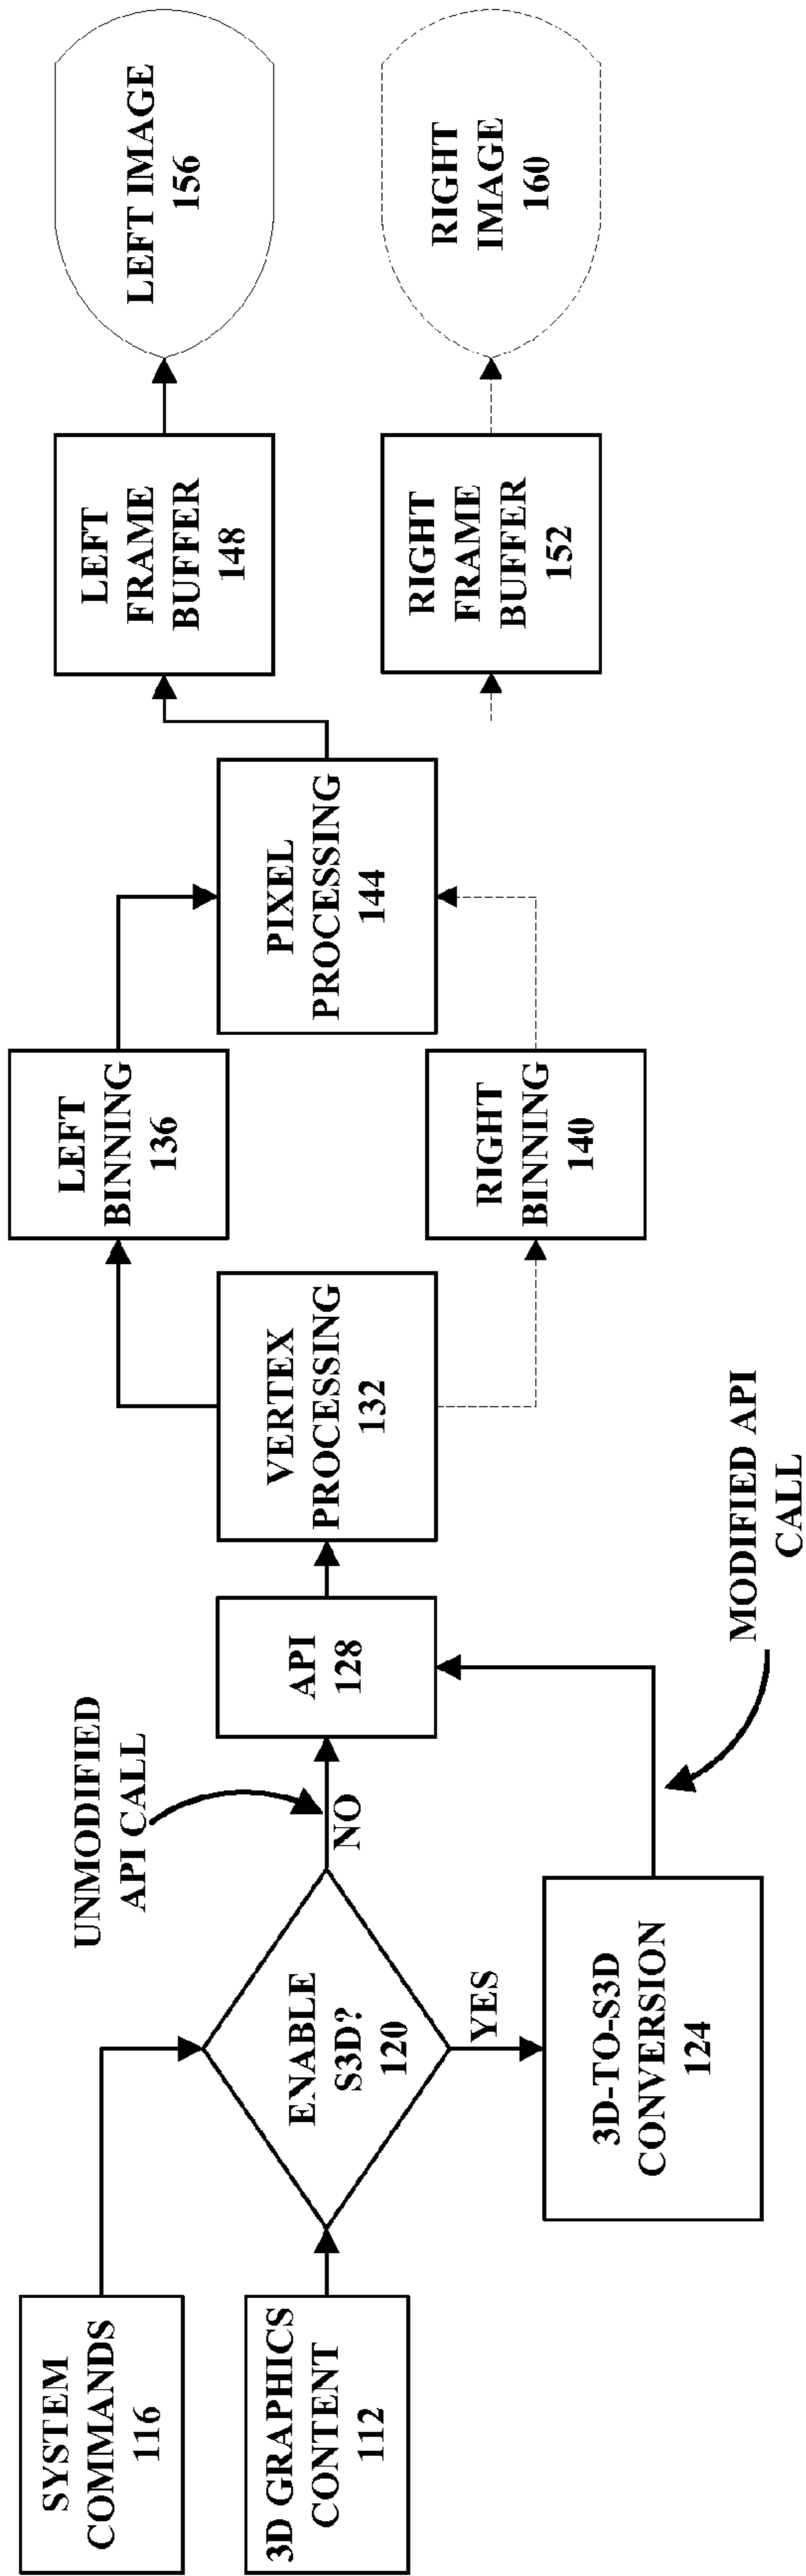 SYSTEM
COMMANDS
116
3D GRAPHICS
CONTENT
112
ENABLE
S3D?
120
UNMODIFIED
API CALL
NO
YES
3D-TO-S3D
CONVERSION
124
API
128
MODIFIED API
CALL
VERTEX
PROCESSING
132
LEFT
BINNING
136
RIGHT
BINNING
140
PIXEL
PROCESSING
144
LEFT
FRAME
BUFFER
148
RIGHT
FRAME
BUFFER
152
LEFT IMAGE
156
RIGHT
IMAGE
160